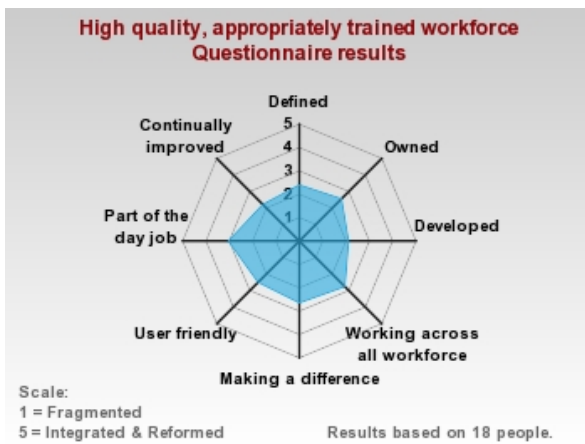 High quality, appropriately trained workforce
Questionnaire results
Defined
Continually
improved
5
4
3
2
1
Owned
Part of the
day job
Developed
User friendly
Working across
all workforce
Making a difference
Scale:
1 = Fragmented
5 = Integrated & Reformed
Results based on 18 people.